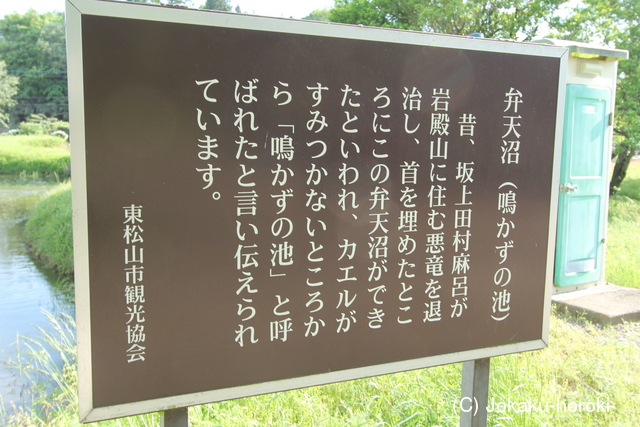 弁天沼（鳴かずの池）
昔、坂上田村麻呂が
岩殿山に住む悪竜を退
治し、首を埋めたとこ
ろにこの弁天沼ができ
たといわれ、カエルが
すみつかないところか
ら「鳴かずの池」と呼
ばれたと言い伝えられ
ています。
東松山市観光協会
(C) Jokaku-horoki